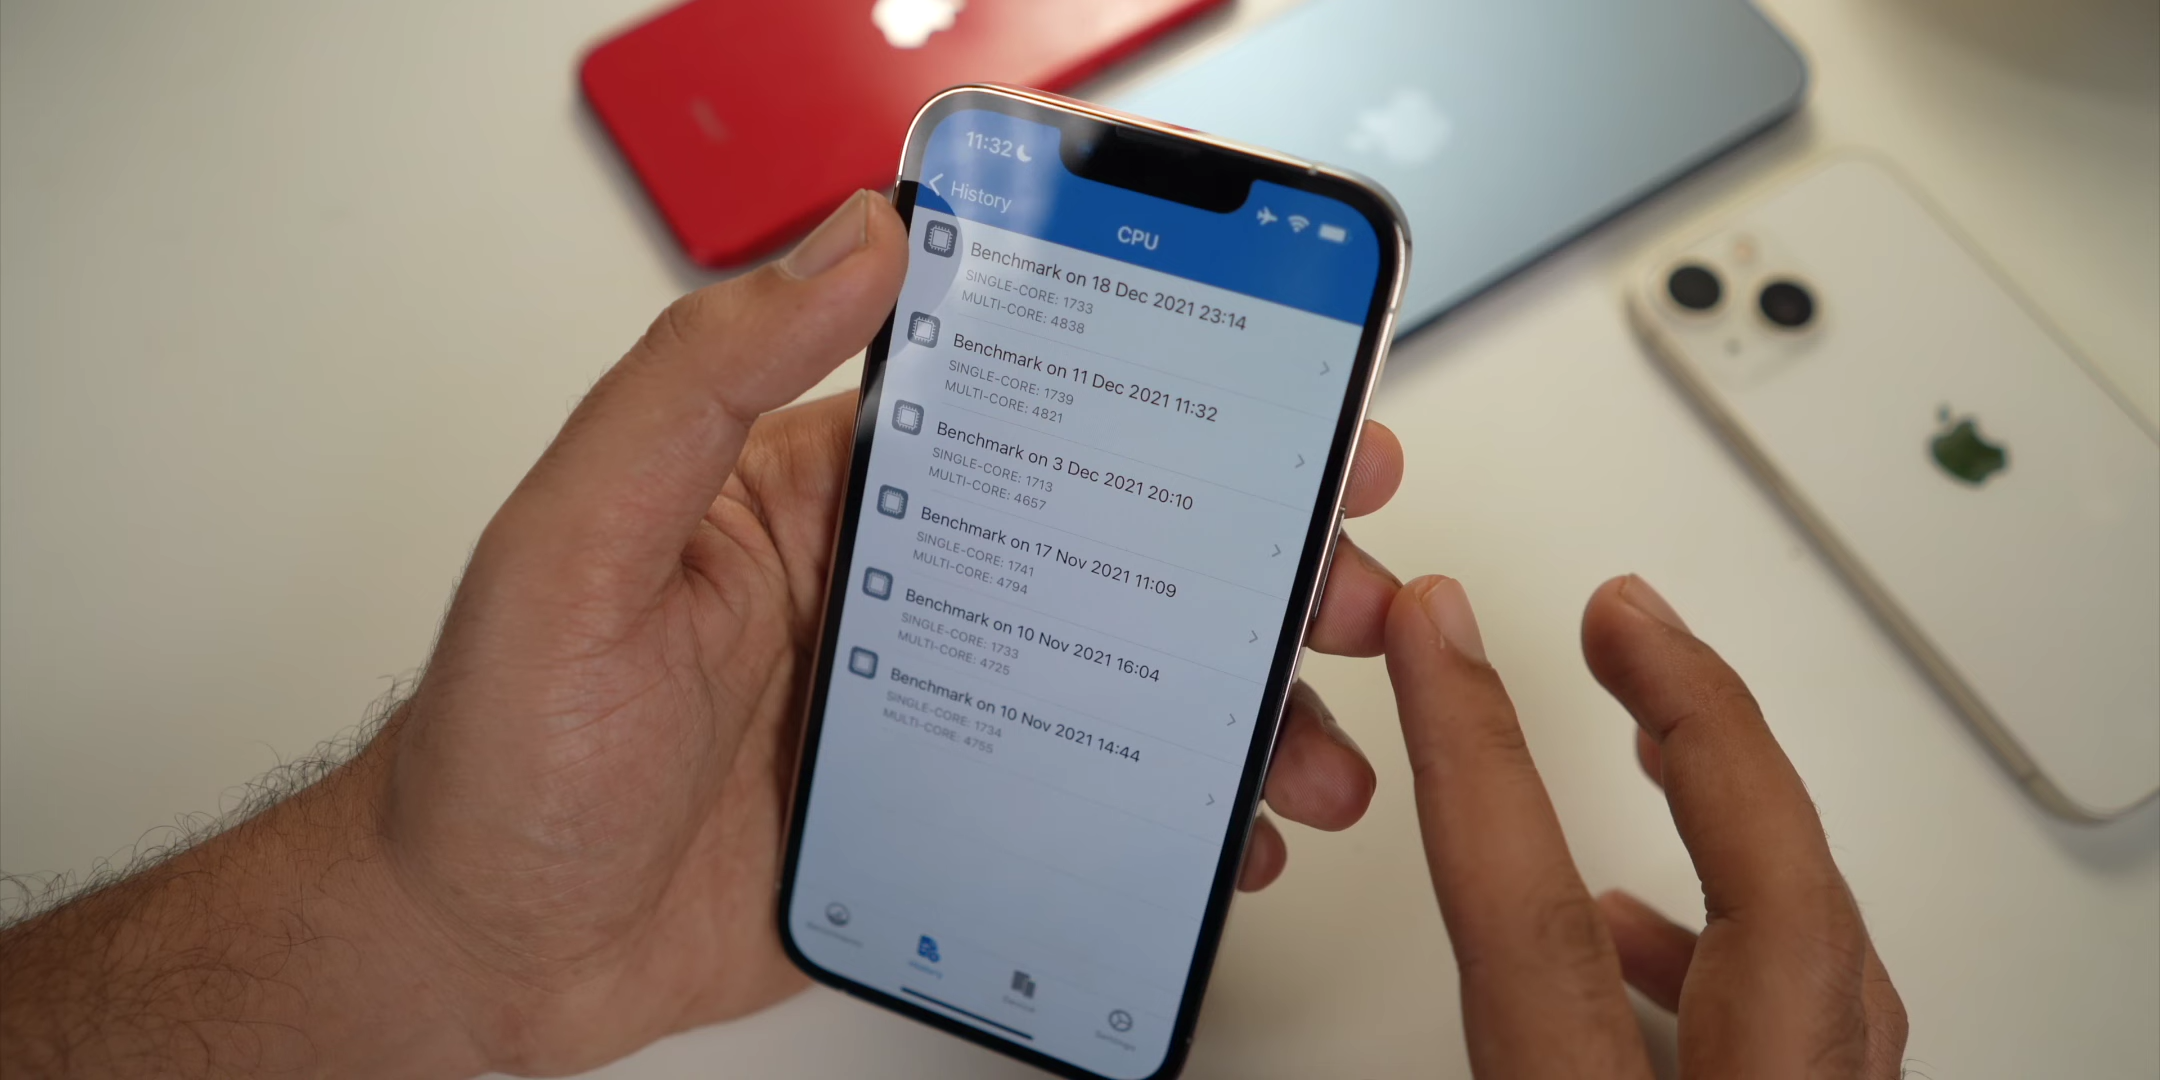 11:32
History
CPU
Benchmark on 18 Dec 2021 23:14
SINGLE-CORE: 1733
MULTI-CORE: 4838
Benchmark on 11 Dec 2021 11:32
SINGLE-CORE: 1739
MULTI-CORE: 4821
Benchmark on 3 Dec 2021 20:10
SINGLE-CORE: 1713
MULTI-CORE: 4657
Benchmark on 17 Nov 2021 11:09
SINGLE-CORE: 1741
MULTI-CORE: 4794
Benchmark on 10 Nov 2021 16:04
SINGLE-CORE: 1733
MULTI-CORE: 4725
Benchmark on 10 Nov 2021 14:44
SINGLE-CORE: 1734
MULTI-CORE: 4755
History
Settings